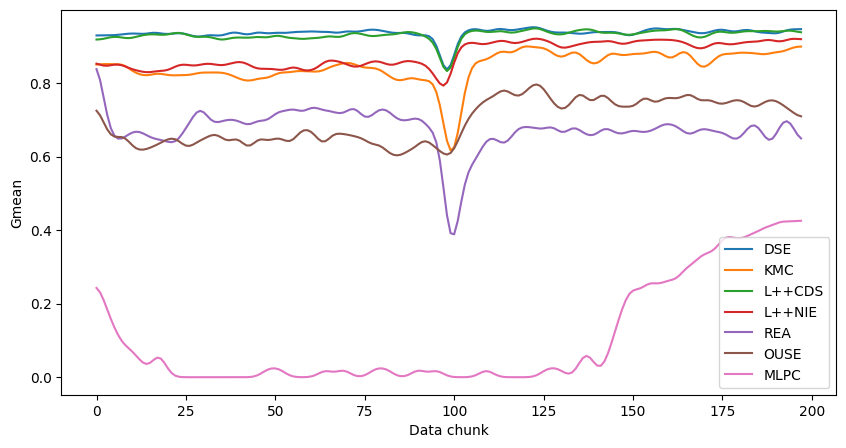 Gmean
0.8
0.6
0.4
0.2
0.0
0
25
50
75
100
125
150
175
200
Data chunk
DSE
KMC
L++CDS
L++NIE
REA
OUSE
MLPC